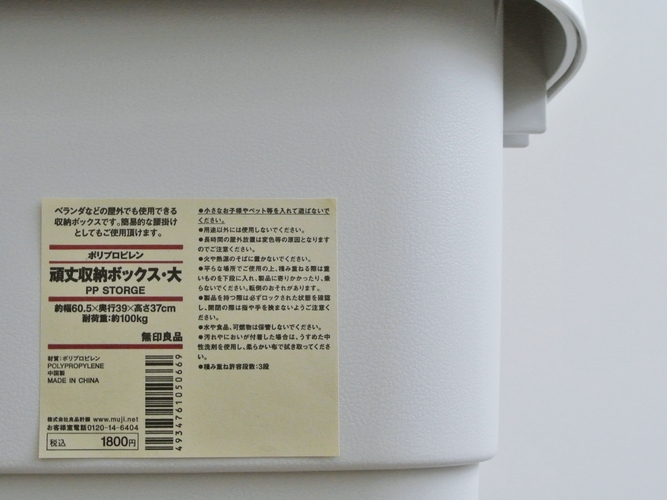 ベランダなどの屋外でも使用できる
収納ボックスです。簡易的な腰掛け
としてもご使用頂けます。
ポリプロピレン
頑丈収納ボックス・大
PP STORGE
約幅60.5×奥行39×高さ37cm
耐荷重:約100kg
無印良品
材質:ポリプロピレン
POLYPROPYLENE
中国製
MADE IN CHINA
株式会社良品計画 www.muji.net
お客様室電話0120-14-6404
税込 1800円
4934761050669
●小さなお子様やペット等を入れて遊ばないで
ください。
●用途以外には使用しないでください。
●長時間の屋外放置は変色等の原因となります
のでご注意ください。
●火や熱源のそばに置かないでください。
●平らな場所でご使用の上、積み重ねる際は重
いものを下段に入れ、製品に寄りかかったり、乗
らないでください。転倒のおそれがあります。
●製品を持つ際は必ずロックされた状態を確認
し、開閉の際は指や手を挟まないようご注意く
ださい。
●水や食品、可燃物は保管しないでください。
●汚れやにおいが付着した場合は、うすめた中
性洗剤を使用し、柔らかい布で拭き取ってくださ
い。
●積み重ね許容段数:3段